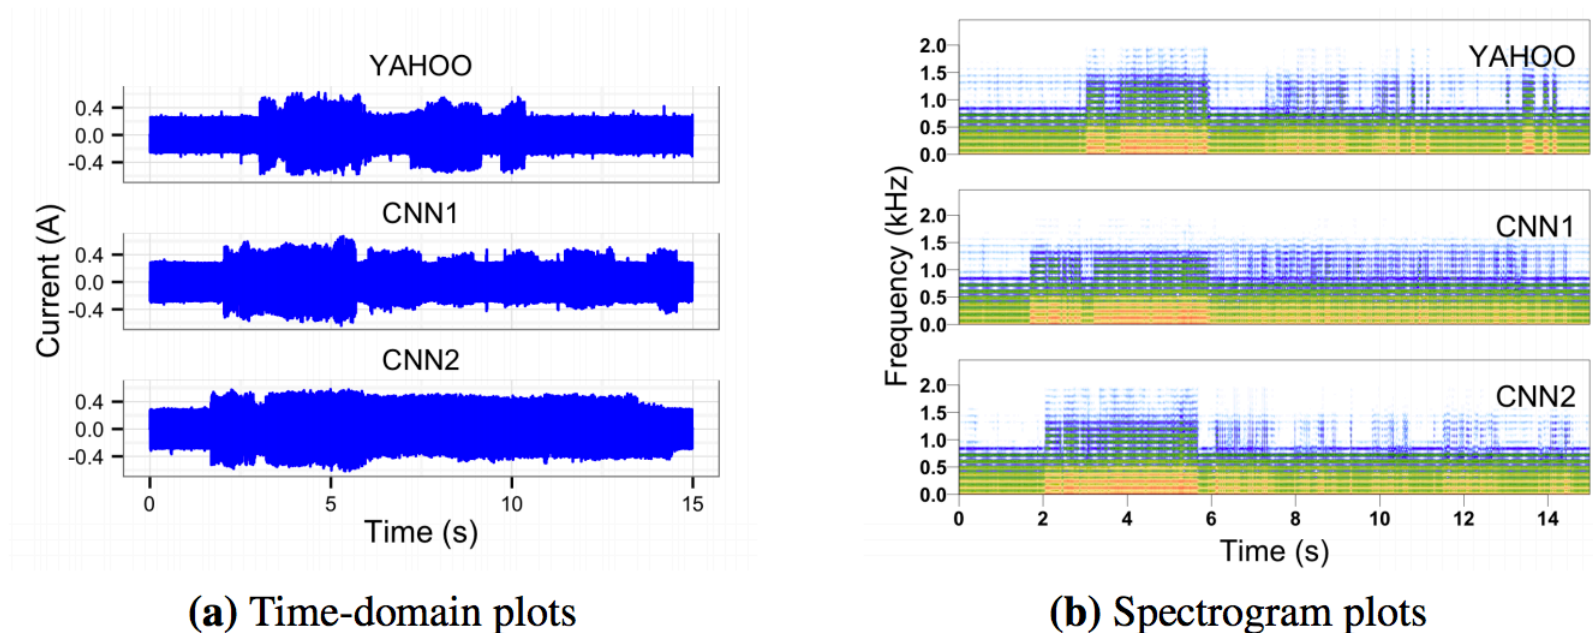 YAHOO
0.4
0.0
-0.4
CNN1
0.4
0.0
-0.4
CNN2
0.4
0.0
-0.4
Current (A)
0 5 10 15
Time (s)
(a) Time-domain plots
YAHOO
2.0
1.5
1.0
0.5
0.0
CNN1
2.0
1.5
1.0
0.5
0.0
CNN2
2.0
1.5
1.0
0.5
0.0
Frequency (kHz)
0 2 4 6 8 10 12 14
Time (s)
(b) Spectrogram plots